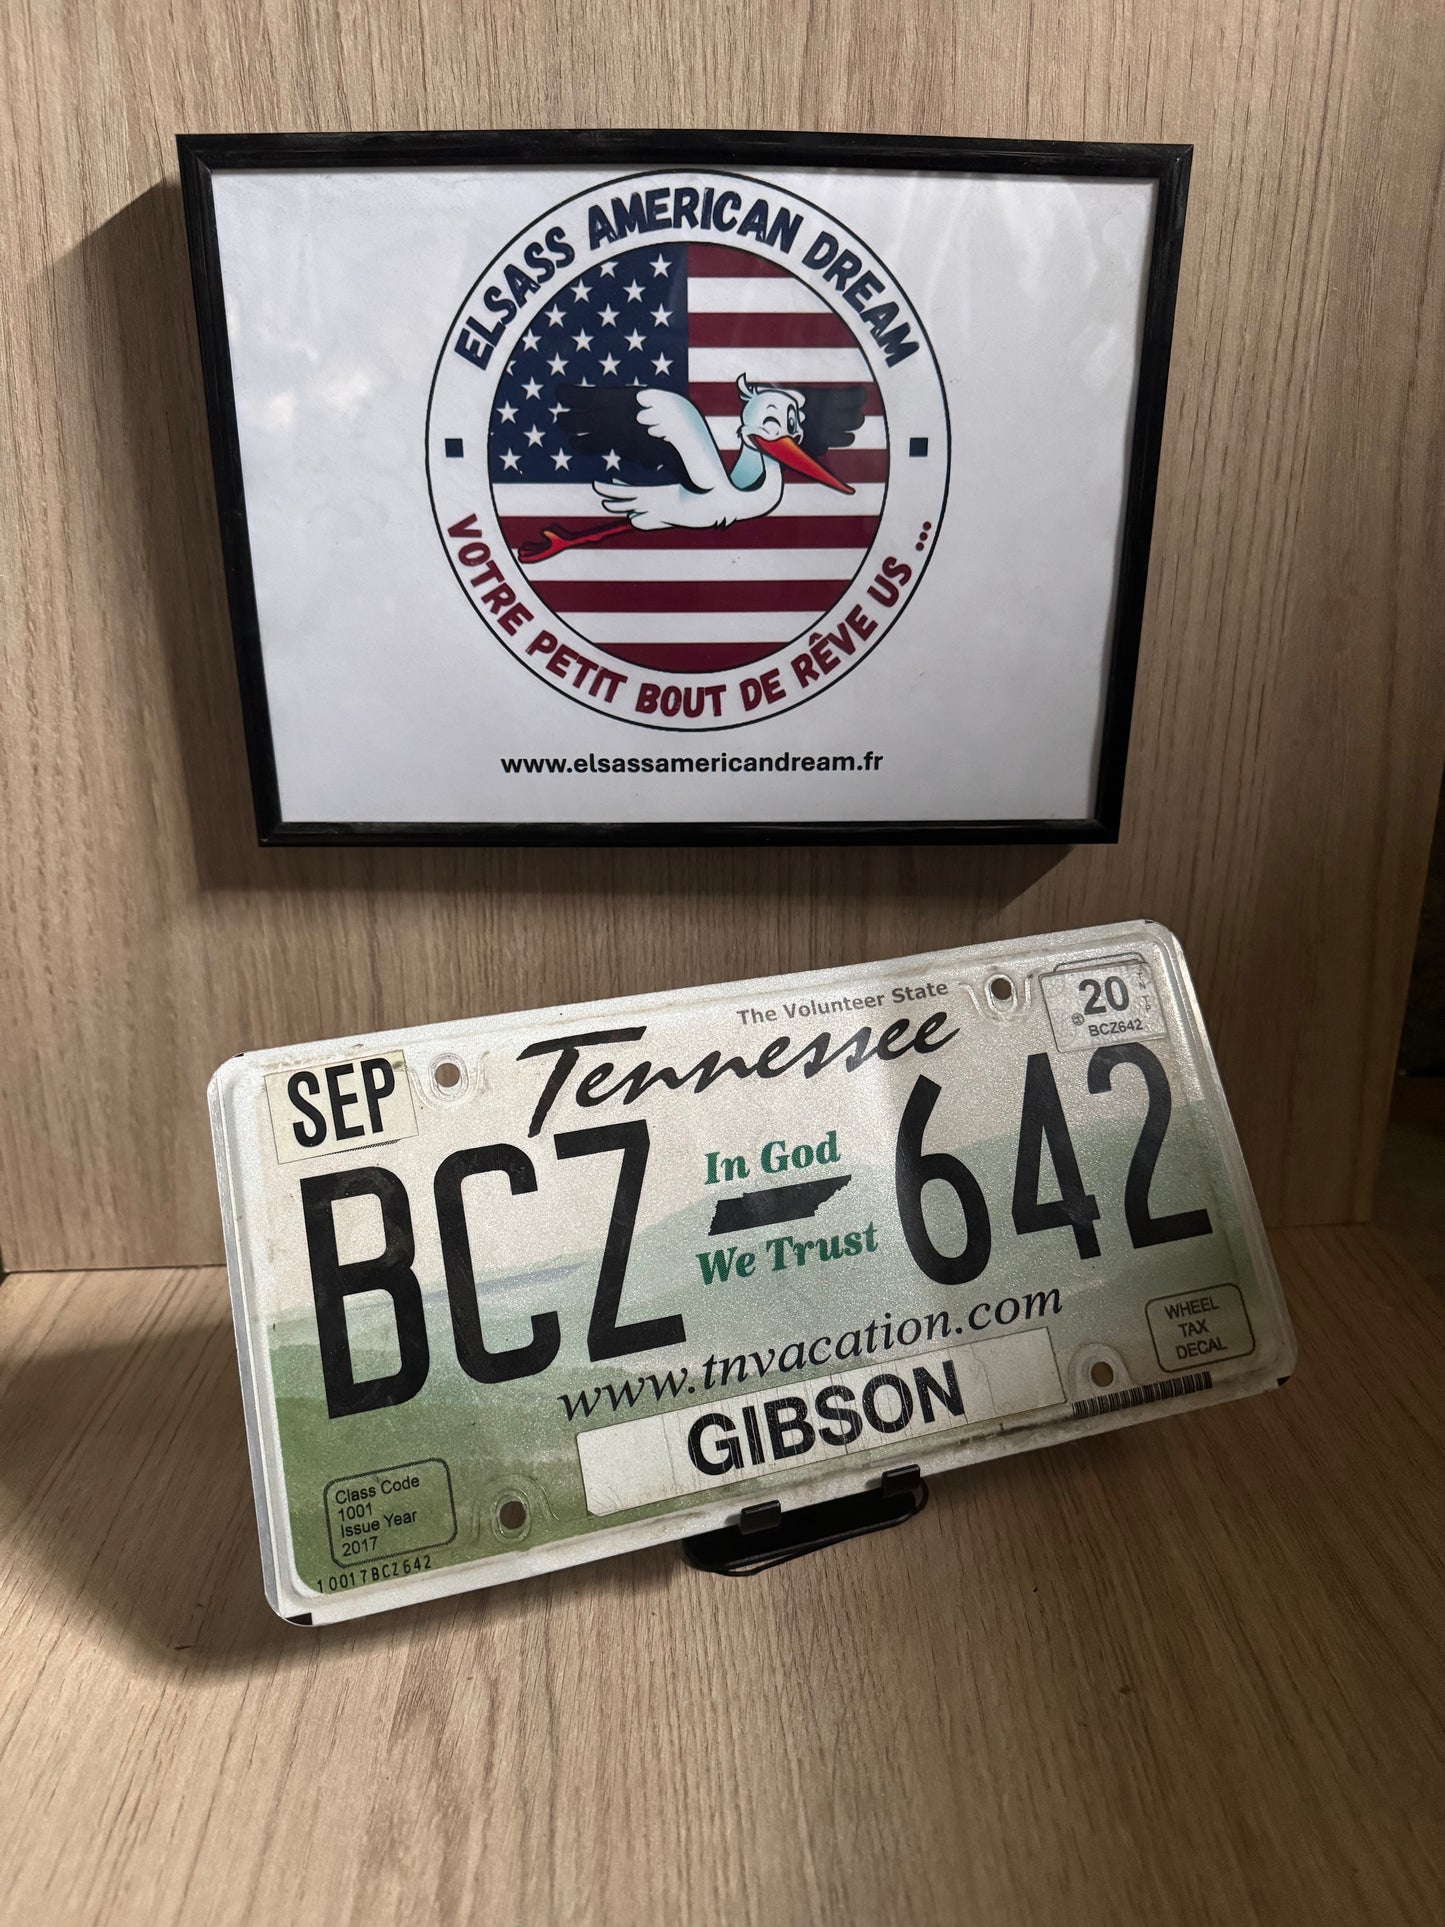 ELSASS AMERICAN DREAM
VOTRE PETIT BOUT DE RÊVE US ...
www.elsassamericandream.fr
The Volunteer State
Tennessee
SEP
20
BCZ642
BCZ 642
In God
We Trust
www.tnvacation.com
GIBSON
WHEEL
TAX
DECAL
Class Code
1001
Issue Year
2017
10017BCZ642